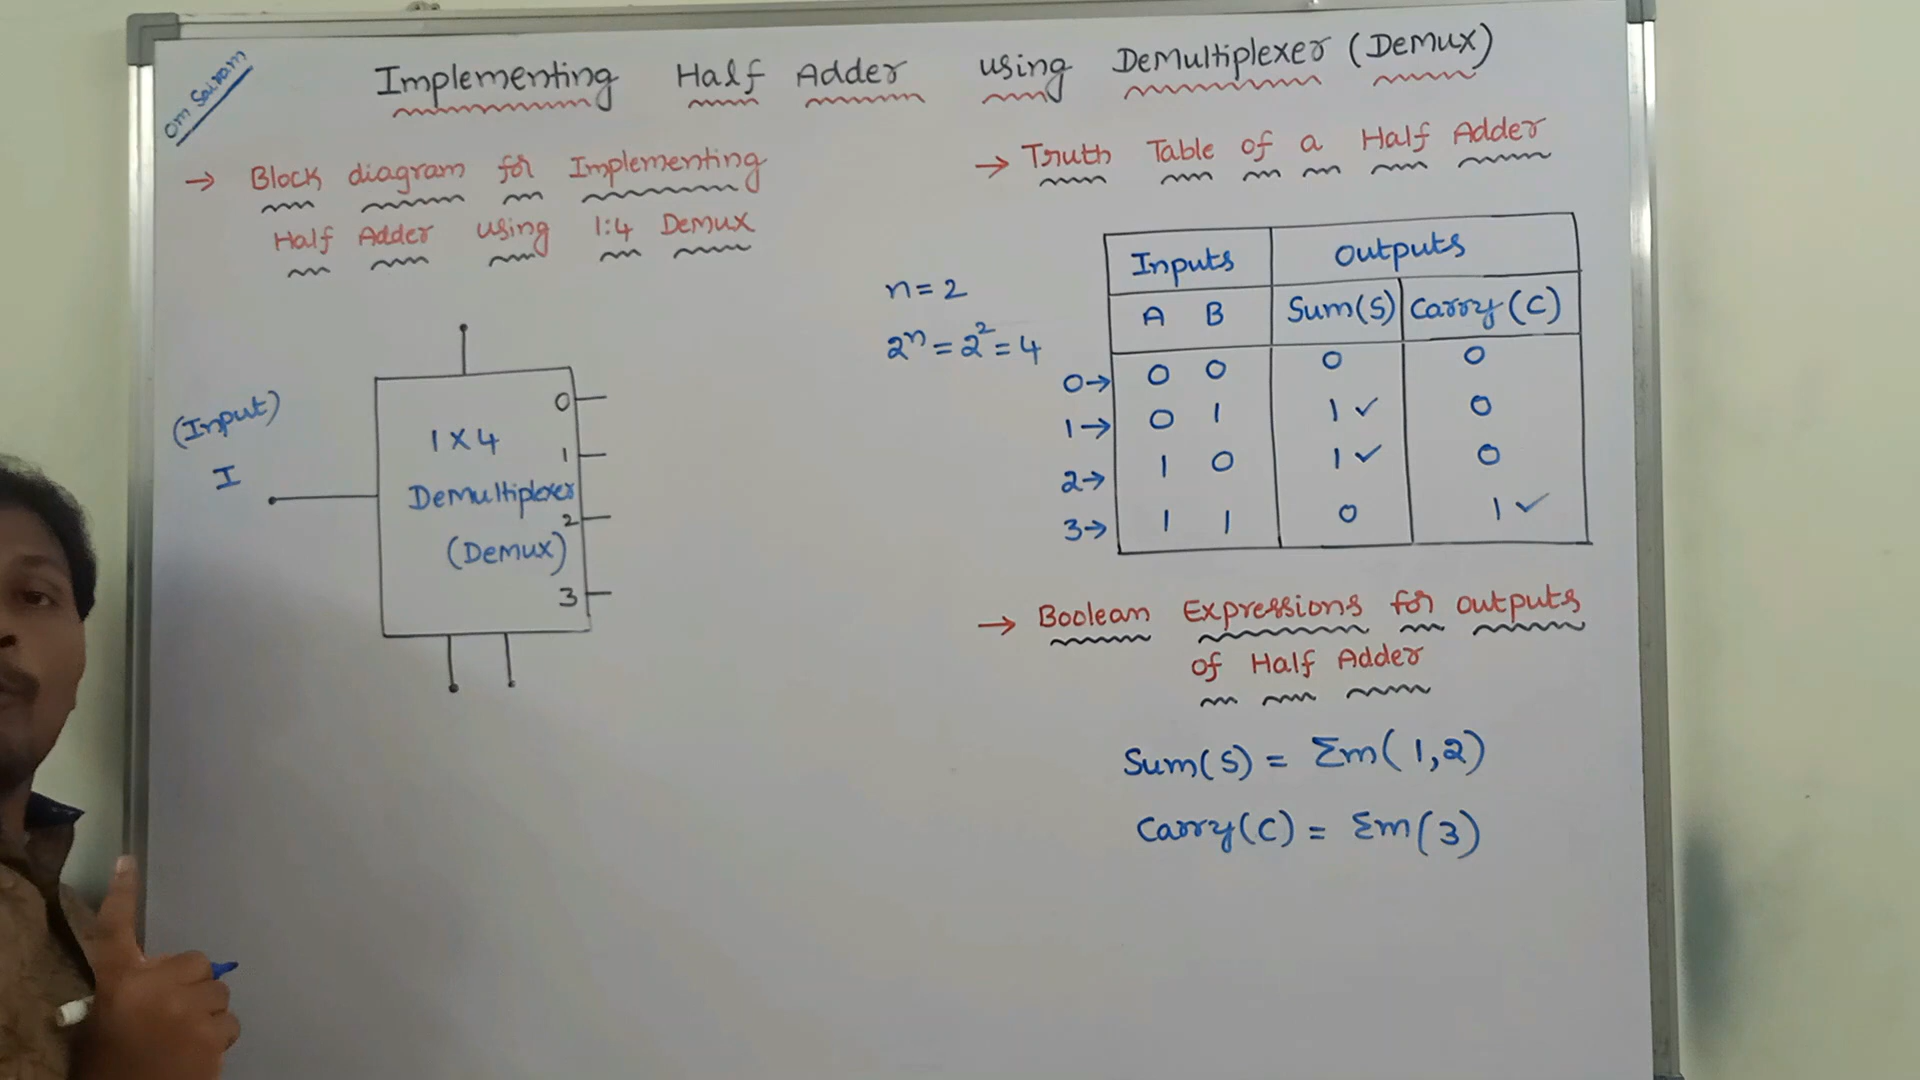 Om Sairam
Implementing Half Adder using Demultiplexer (Demux)
→ Block diagram for Implementing
Half Adder using 1:4 Demux
(Input)
I
1 X 4
Demultiplexer
(Demux)
0
1
2
3
→ Truth Table of a Half Adder
n = 2
2ⁿ = 2² = 4
Inputs Outputs
A B Sum(S) Carry(C)
0→ 0 0 0 0
1→ 0 1 1 ✓ 0
2→ 1 0 1 ✓ 0
3→ 1 1 0 1 ✓
→ Boolean Expressions for outputs
of Half Adder
Sum(S) = Σm(1,2)
Carry(C) = Σm(3)